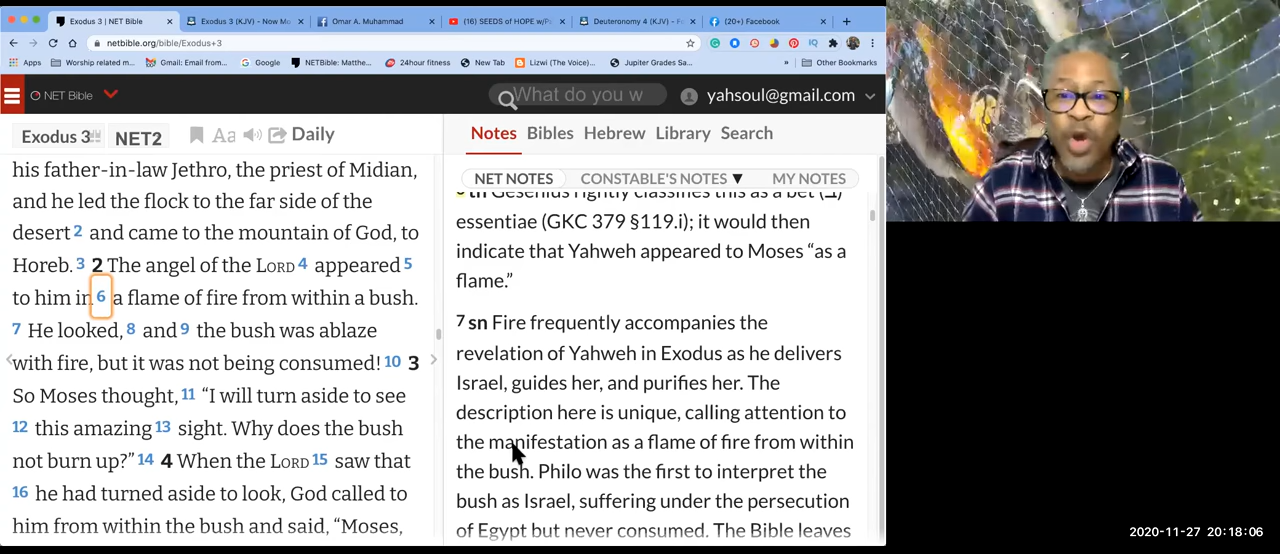 Exodus 3 | NET Bible
Exodus 3 (KJV) - Now Mo
Omar A. Muhammad
(16) SEEDS of HOPE w/Ps
Deuteronomy 4 (KJV) - F
(20+) Facebook
netbible.org/bible/Exodus+3
Apps
Worship related m...
Gmail: Email from...
Google
NETBible: Matthe...
24hour fitness
New Tab
Lizwi (The Voice)...
Jupiter Grades Sa...
»
Other Bookmarks
NET Bible
What do you w
yahsoul@gmail.com
Exodus 3
NET2
Aa
Daily
his father-in-law Jethro, the priest of Midian,
and he led the flock to the far side of the
desert 2 and came to the mountain of God, to
Horeb. 3 2 The angel of the LORD 4 appeared 5
to him in 6 a flame of fire from within a bush.
7 He looked, 8 and 9 the bush was ablaze
with fire, but it was not being consumed! 10 3
So Moses thought, 11 “I will turn aside to see
12 this amazing 13 sight. Why does the bush
not burn up?” 14 4 When the LORD 15 saw that
16 he had turned aside to look, God called to
him from within the bush and said, “Moses,
Notes
Bibles
Hebrew
Library
Search
NET NOTES
CONSTABLE'S NOTES ▼
MY NOTES
tn Gesenius rightly classifies this as a bet (ב)
essentiae (GKC 379 §119.i); it would then
indicate that Yahweh appeared to Moses “as a
flame.”
7 sn Fire frequently accompanies the
revelation of Yahweh in Exodus as he delivers
Israel, guides her, and purifies her. The
description here is unique, calling attention to
the manifestation as a flame of fire from within
the bush. Philo was the first to interpret the
bush as Israel, suffering under the persecution
of Egypt but never consumed. The Bible leaves
2020-11-27 20:18:06